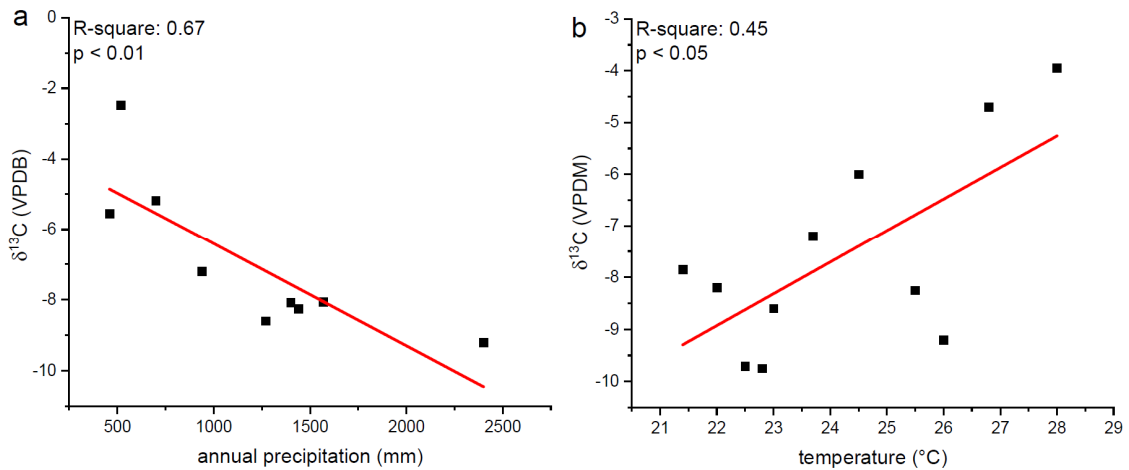 a
R-square: 0.67
p < 0.01
0
-2
-4
-6
-8
-10
δ¹³C (VPDB)
500 1000 1500 2000 2500
annual precipitation (mm)
b
R-square: 0.45
p < 0.05
-3
-4
-5
-6
-7
-8
-9
-10
δ¹³C (VPDM)
21 22 23 24 25 26 27 28 29
temperature (°C)